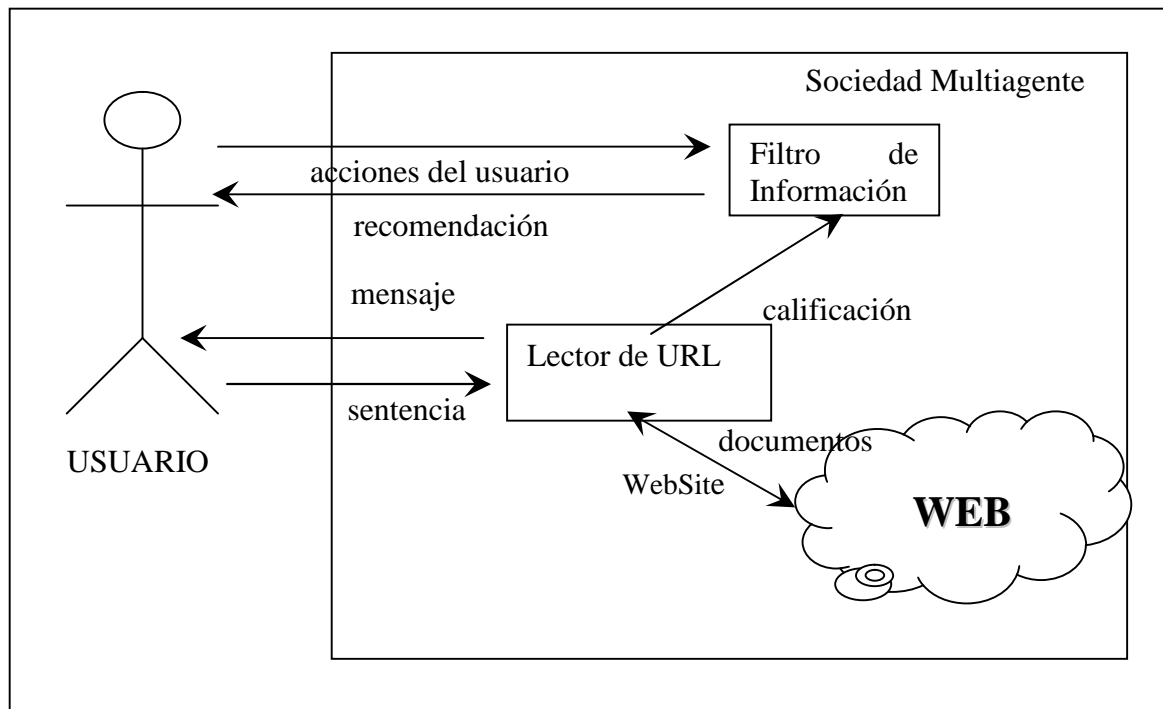 Sociedad Multiagente
Filtro de
Información
acciones del usuario
recomendación
mensaje
calificación
Lector de URL
sentencia
documentos
USUARIO
WebSite
WEB